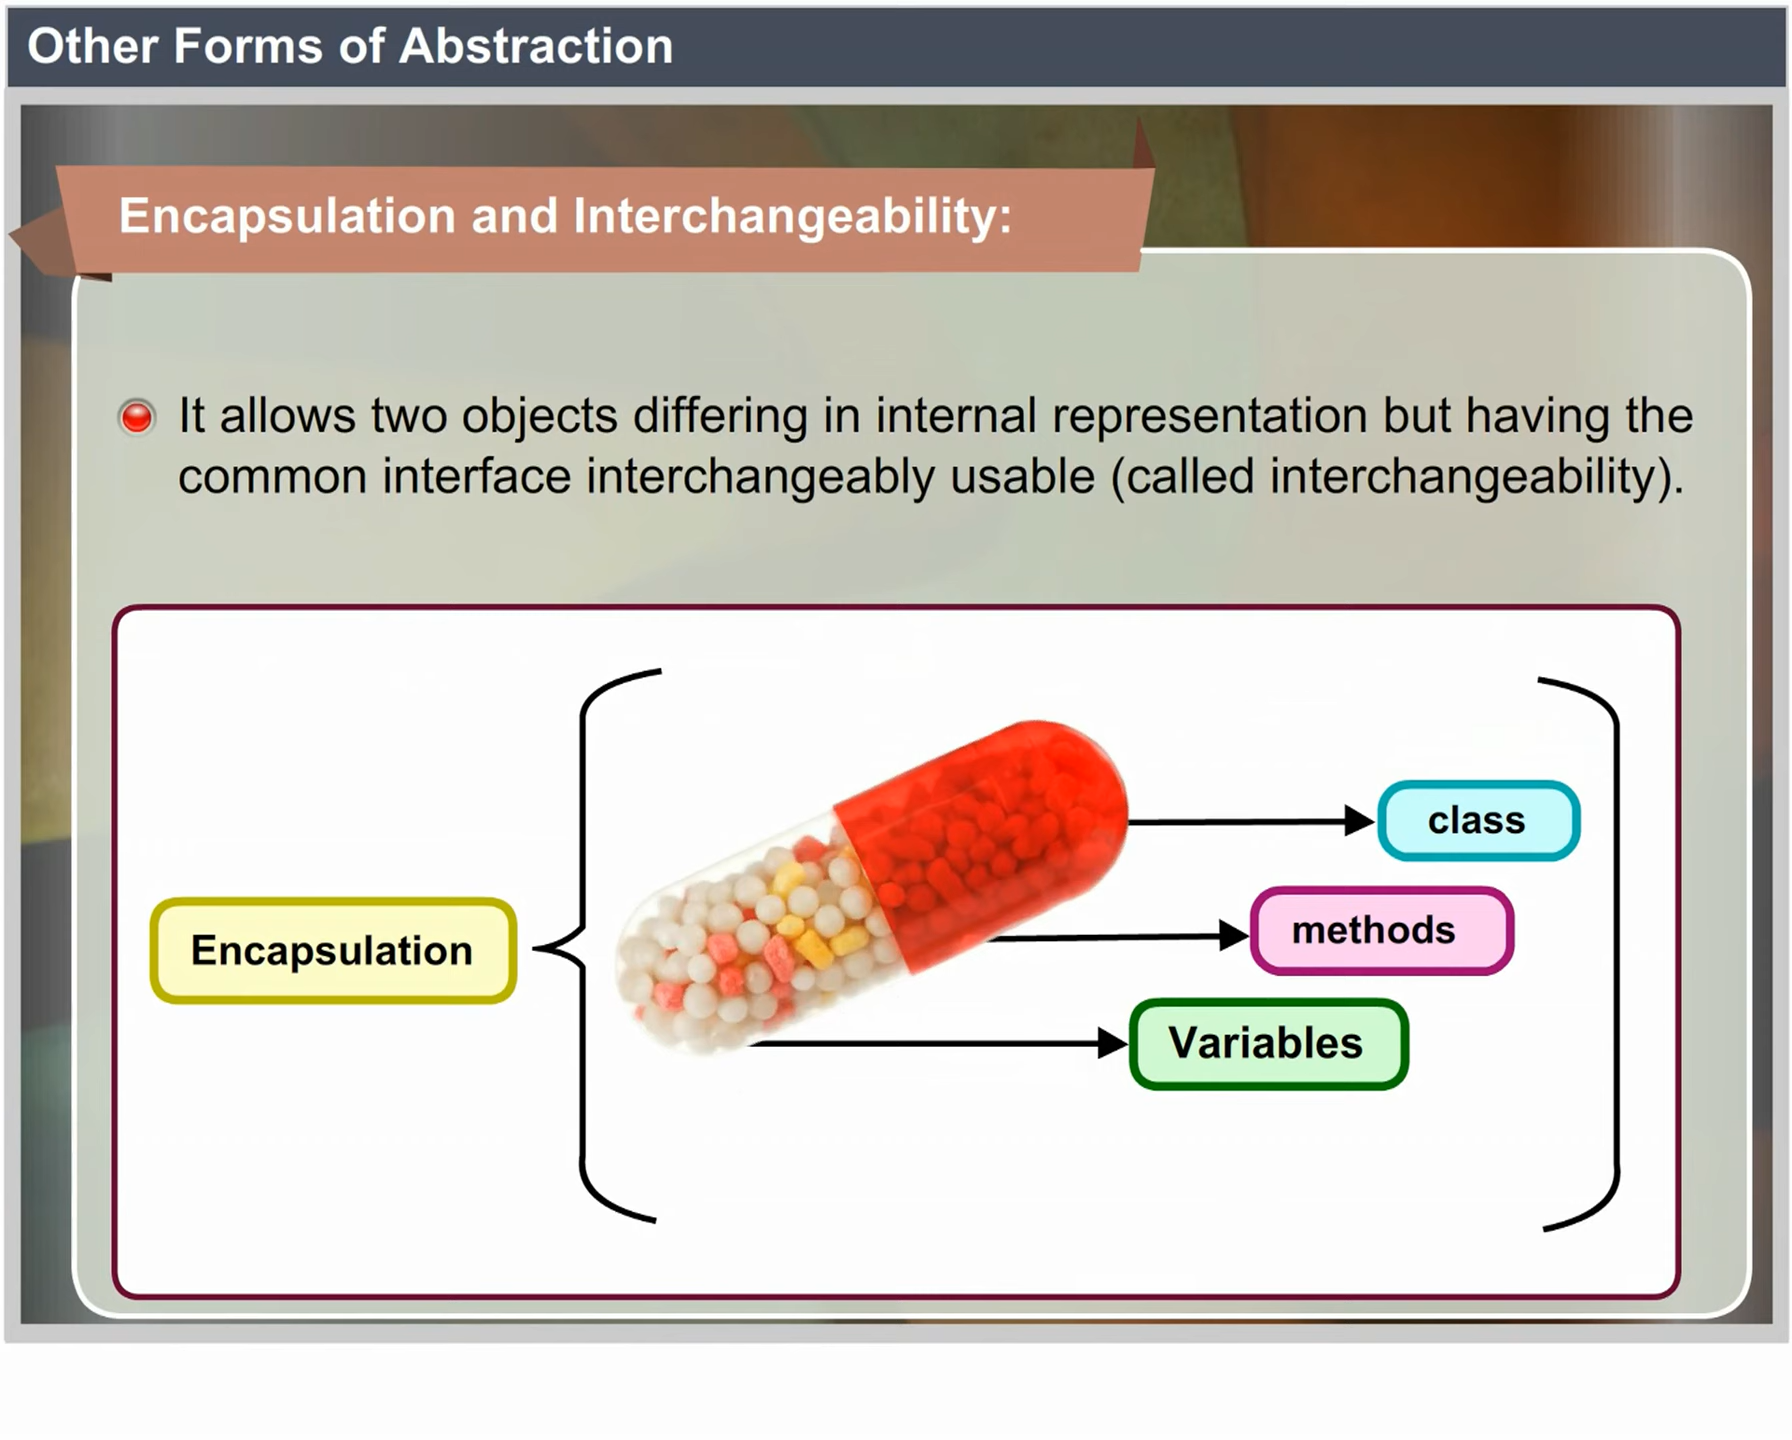 Other Forms of Abstraction
Encapsulation and Interchangeability:
It allows two objects differing in internal representation but having the
common interface interchangeably usable (called interchangeability).
class
methods
Encapsulation
Variables